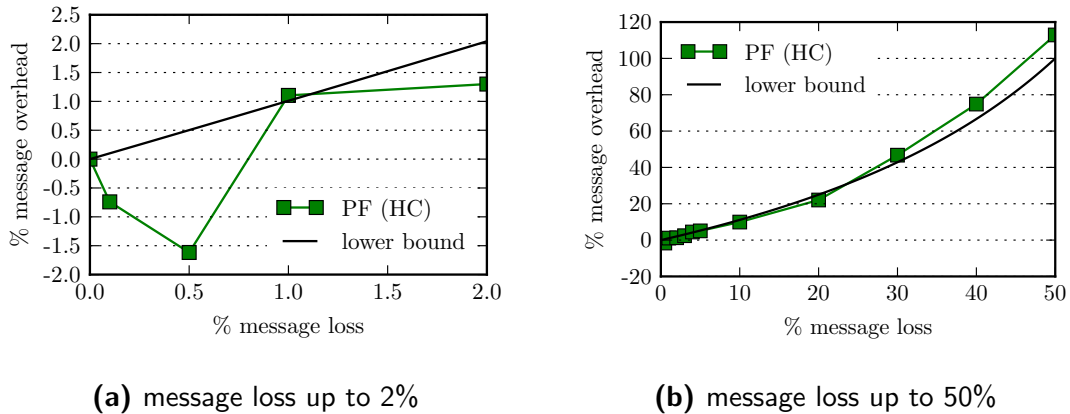 2.5
2.0
1.5
1.0
0.5
0.0
-0.5
-1.0
-1.5
-2.0
% message overhead
PF (HC)
lower bound
0.0 0.5 1.0 1.5 2.0
% message loss
(a) message loss up to 2%
120
100
80
60
40
20
0
-20
% message overhead
PF (HC)
lower bound
0 10 20 30 40 50
% message loss
(b) message loss up to 50%